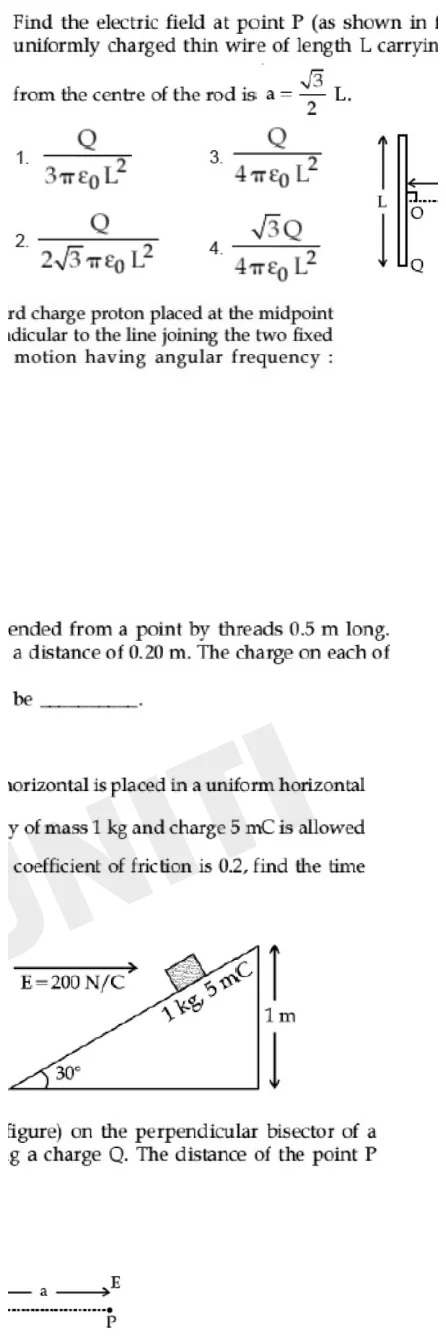 Find the electric field at point P (as shown in f
uniformly charged thin wire of length L carryin
from the centre of the rod is a = √3/2 L.
1. Q/3πε₀L²
3. Q/4πε₀L²
2. Q/2√3πε₀L²
4. √3Q/4πε₀L²
L
O
Q
rd charge proton placed at the midpoint
dicular to the line joining the two fixed
motion having angular frequency :
ended from a point by threads 0.5 m long.
a distance of 0.20 m. The charge on each of
be __________.
horizontal is placed in a uniform horizontal
y of mass 1 kg and charge 5 mC is allowed
coefficient of friction is 0.2, find the time
E=200 N/C
1 kg, 5 mC
1 m
30°
figure) on the perpendicular bisector of a
g a charge Q. The distance of the point P
a
E
P